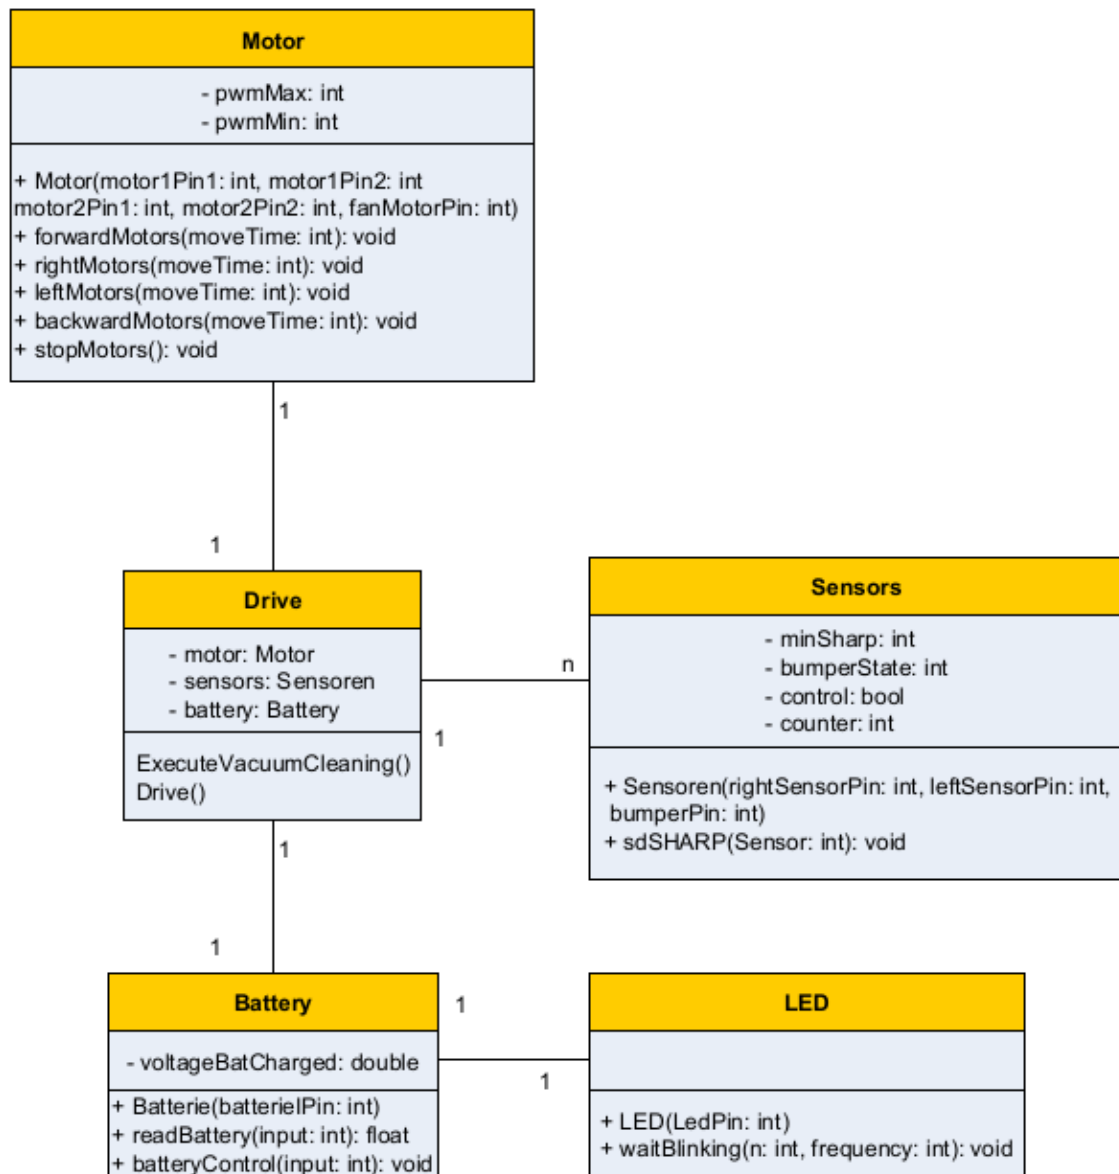 Motor
- pwmMax: int
- pwmMin: int
+ Motor(motor1Pin1: int, motor1Pin2: int
motor2Pin1: int, motor2Pin2: int, fanMotorPin: int)
+ forwardMotors(moveTime: int): void
+ rightMotors(moveTime: int): void
+ leftMotors(moveTime: int): void
+ backwardMotors(moveTime: int): void
+ stopMotors(): void
1
1
Drive
- motor: Motor
- sensors: Sensoren
- battery: Battery
ExecuteVacuumCleaning()
Drive()
1
n
Sensors
- minSharp: int
- bumperState: int
- control: bool
- counter: int
+ Sensoren(rightSensorPin: int, leftSensorPin: int,
bumperPin: int)
+ sdSHARP(Sensor: int): void
1
1
Battery
- voltageBatCharged: double
+ Batterie(batterielPin: int)
+ readBattery(input: int): float
+ batteryControl(input: int): void
1
1
LED
+ LED(LedPin: int)
+ waitBlinking(n: int, frequency: int): void